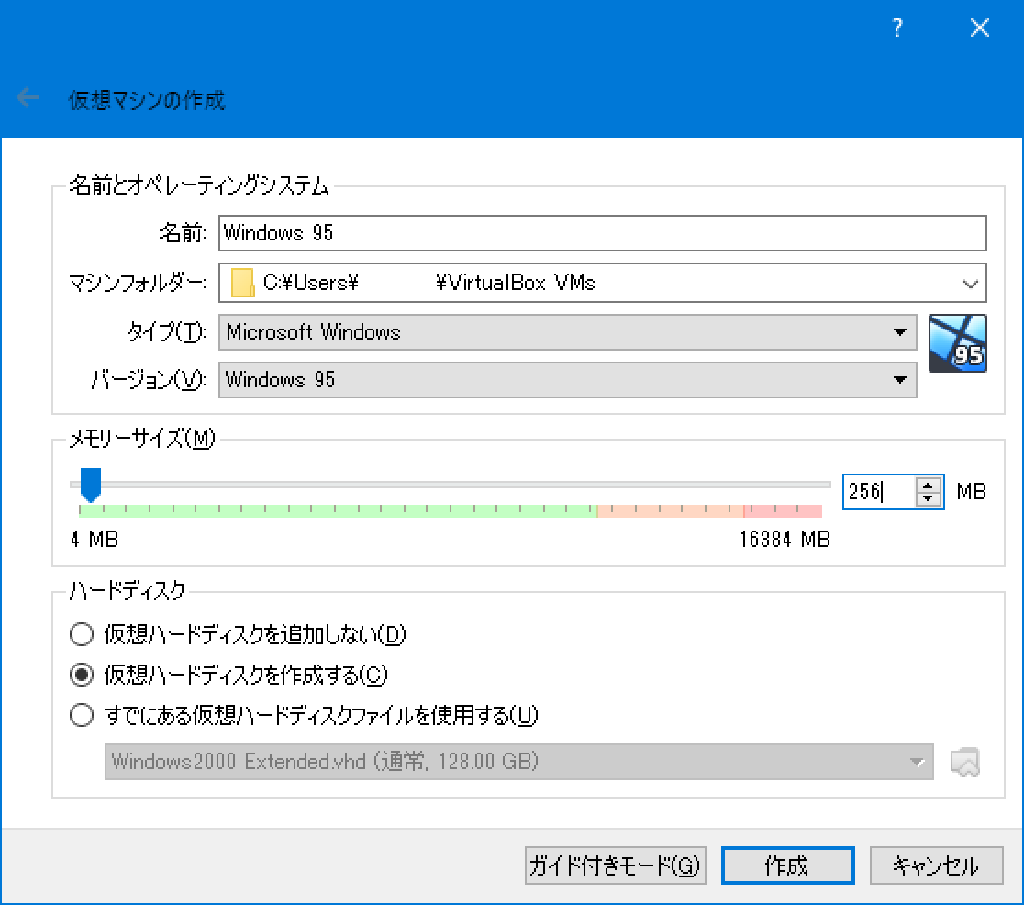 ?
仮想マシンの作成
名前とオペレーティングシステム
名前: Windows 95
マシンフォルダー: C:¥Users¥ ¥VirtualBox VMs
タイプ(T): Microsoft Windows
95
バージョン(V): Windows 95
メモリーサイズ(M)
256 MB
4 MB 16384 MB
ハードディスク
仮想ハードディスクを追加しない(D)
仮想ハードディスクを作成する(C)
すでにある仮想ハードディスクファイルを使用する(U)
Windows2000 Extended.vhd (通常, 128.00 GB)
ガイド付きモード(G) 作成 キャンセル